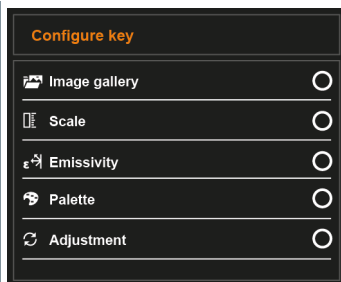 Configure key
Image gallery
Scale
ε Emissivity
Palette
Adjustment